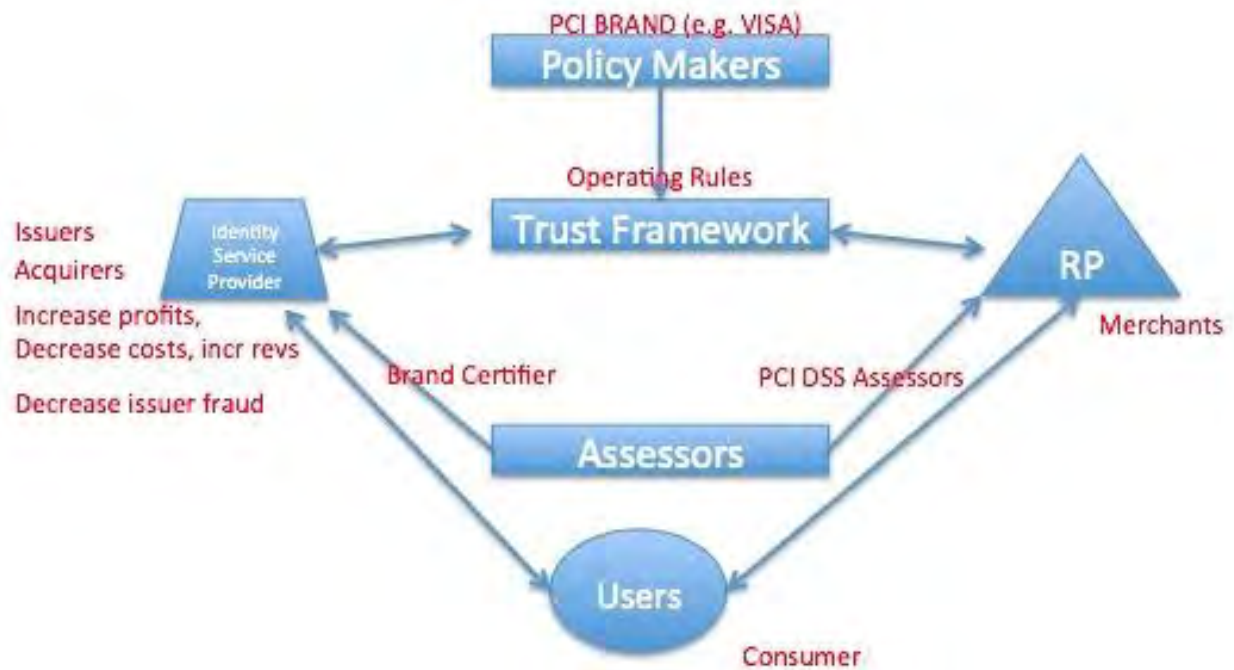 PCI BRAND (e.g. VISA)
Policy Makers
Operating Rules
Trust Framework
Identity
Service
Provider
Issuers
Acquirers
Increase profits,
Decrease costs, incr revs
Decrease issuer fraud
RP
Merchants
Brand Certifier
PCI DSS Assessors
Assessors
Users
Consumer